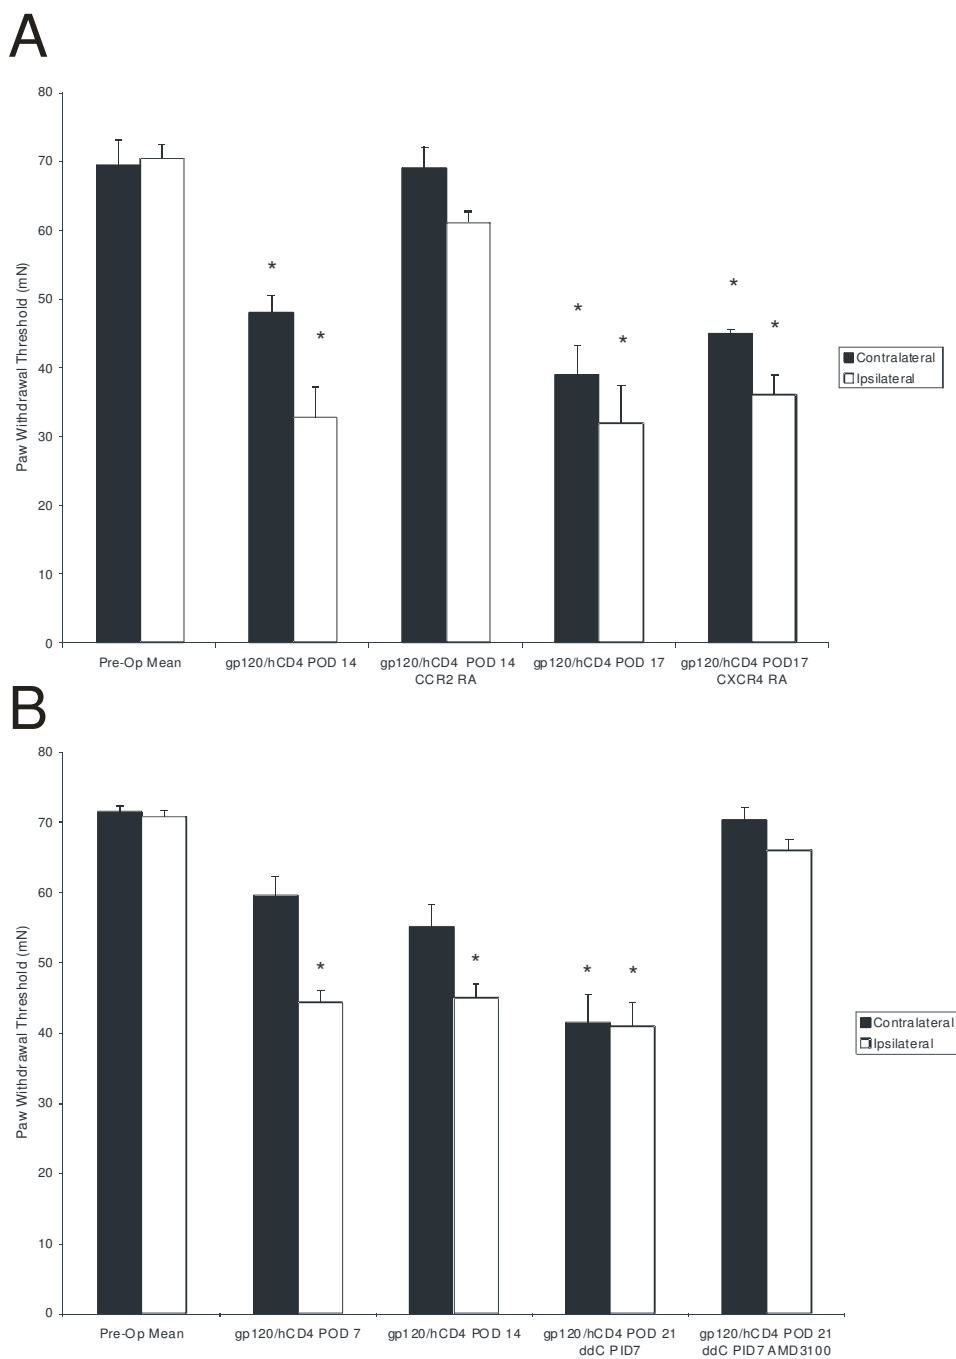 A
80
70
60
50
40
30
20
10
0
Paw Withdrawal Threshold (mN)
*
*
*
*
*
*
Contralateral
Ipsilateral
Pre-Op Mean
gp120/hCD4 POD 14
gp120/hCD4 POD 14
CCR2 RA
gp120/hCD4 POD 17
gp120/hCD4 POD17
CXCR4 RA
B
80
70
60
50
40
30
20
10
0
Paw Withdrawal Threshold (mN)
*
*
*
*
Contralateral
Ipsilateral
Pre-Op Mean
gp120/hCD4 POD 7
gp120/hCD4 POD 14
gp120/hCD4 POD 21
ddC PID7
gp120/hCD4 POD 21
ddC PID7 AMD3100